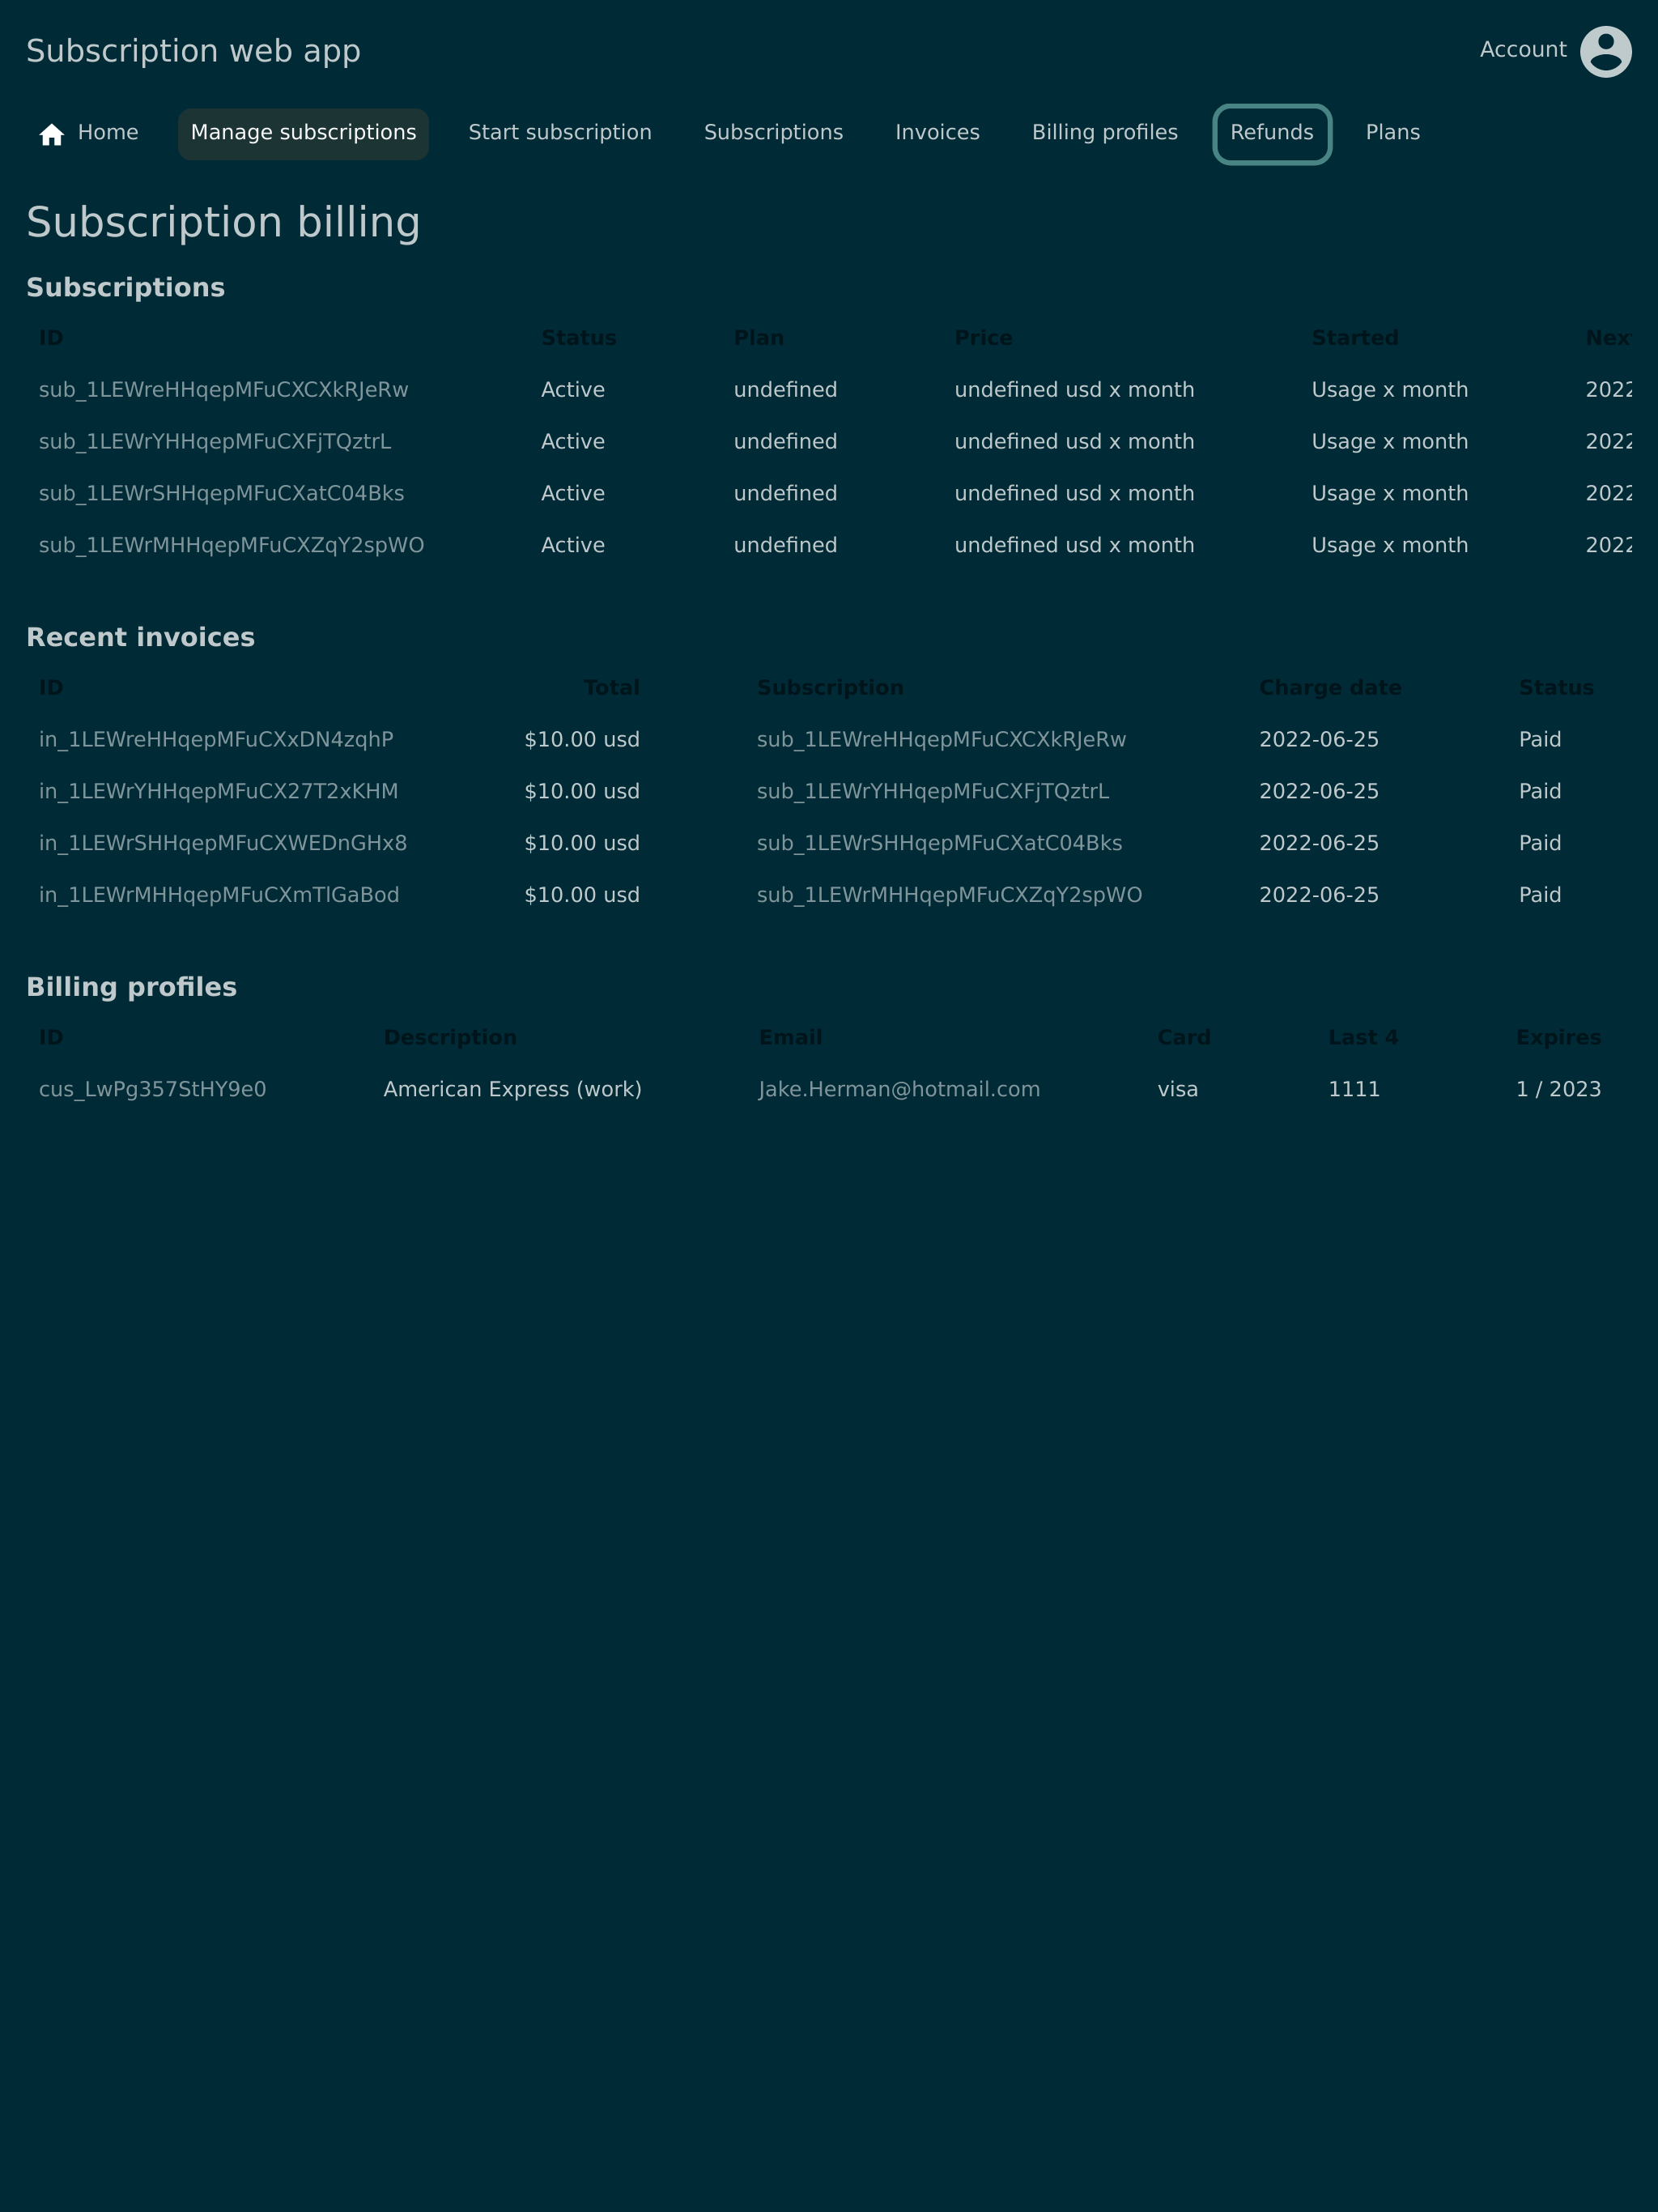 Subscription web app
Account
Home Manage subscriptions Start subscription Subscriptions Invoices Billing profiles Refunds Plans
Subscription billing
Subscriptions
ID Status Plan Price Started Nex
sub_1LEWreHHqepMFuCXCXkRJeRw Active undefined undefined usd x month Usage x month 2022
sub_1LEWrYHHqepMFuCXFjTQztrL Active undefined undefined usd x month Usage x month 2022
sub_1LEWrSHHqepMFuCXatC04Bks Active undefined undefined usd x month Usage x month 2022
sub_1LEWrMHHqepMFuCXZqY2spWO Active undefined undefined usd x month Usage x month 2022
Recent invoices
ID Total Subscription Charge date Status
in_1LEWreHHqepMFuCXxDN4zqhP $10.00 usd sub_1LEWreHHqepMFuCXCXkRJeRw 2022-06-25 Paid
in_1LEWrYHHqepMFuCX27T2xKHM $10.00 usd sub_1LEWrYHHqepMFuCXFjTQztrL 2022-06-25 Paid
in_1LEWrSHHqepMFuCXWEDnGHx8 $10.00 usd sub_1LEWrSHHqepMFuCXatC04Bks 2022-06-25 Paid
in_1LEWrMHHqepMFuCXmTlGaBod $10.00 usd sub_1LEWrMHHqepMFuCXZqY2spWO 2022-06-25 Paid
Billing profiles
ID Description Email Card Last 4 Expires
cus_LwPg357StHY9e0 American Express (work) Jake.Herman@hotmail.com visa 1111 1 / 2023